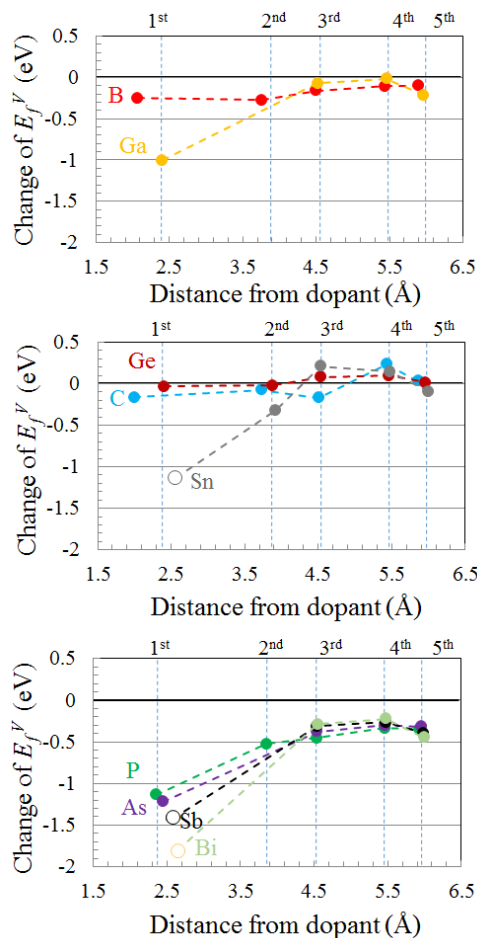 1st 2nd 3rd 4th 5th
Change of E_f^V (eV)
0.5
0
-0.5
-1
-1.5
-2
B
Ga
1.5 2.5 3.5 4.5 5.5 6.5
Distance from dopant (Å)
1st 2nd 3rd 4th 5th
Change of E_f^V (eV)
0.5
0
-0.5
-1
-1.5
-2
Ge
C
Sn
1.5 2.5 3.5 4.5 5.5 6.5
Distance from dopant (Å)
1st 2nd 3rd 4th 5th
Change of E_f^V (eV)
0.5
0
-0.5
-1
-1.5
-2
P
As
Sb
Bi
1.5 2.5 3.5 4.5 5.5 6.5
Distance from dopant (Å)